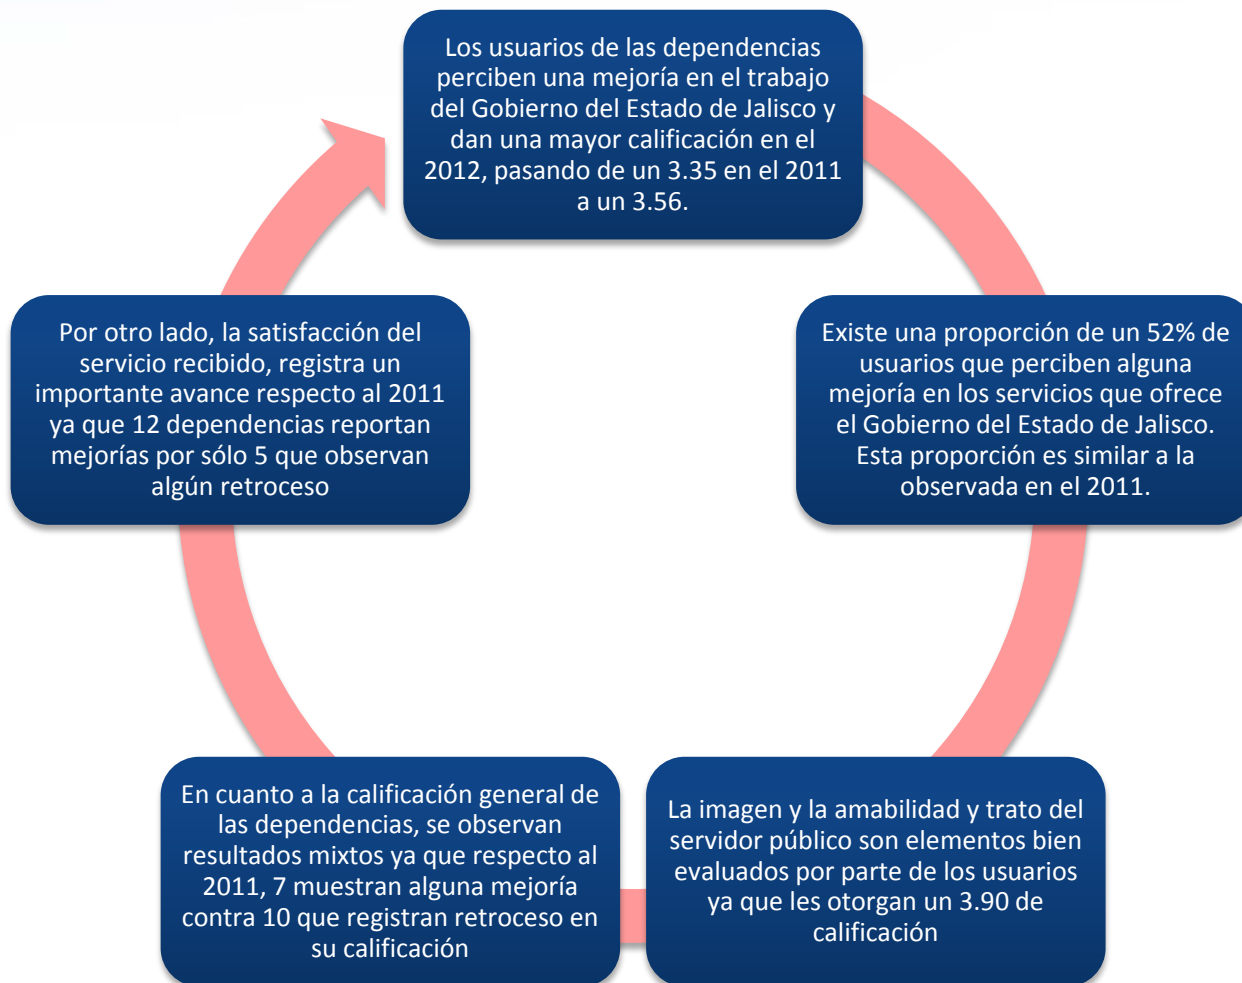 Los usuarios de las dependencias
perciben una mejoría en el trabajo
del Gobierno del Estado de Jalisco y
dan una mayor calificación en el
2012, pasando de un 3.35 en el 2011
a un 3.56.
Existe una proporción de un 52% de
usuarios que perciben alguna
mejoría en los servicios que ofrece
el Gobierno del Estado de Jalisco.
Esta proporción es similar a la
observada en el 2011.
La imagen y la amabilidad y trato del
servidor público son elementos bien
evaluados por parte de los usuarios
ya que les otorgan un 3.90 de
calificación
En cuanto a la calificación general de
las dependencias, se observan
resultados mixtos ya que respecto al
2011, 7 muestran alguna mejoría
contra 10 que registran retroceso en
su calificación
Por otro lado, la satisfacción del
servicio recibido, registra un
importante avance respecto al 2011
ya que 12 dependencias reportan
mejorías por sólo 5 que observan
algún retroceso